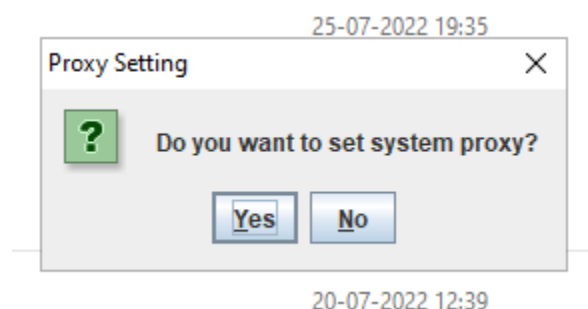 25-07-2022 19:35
Proxy Setting
?
Do you want to set system proxy?
Yes
No
20-07-2022 12:39